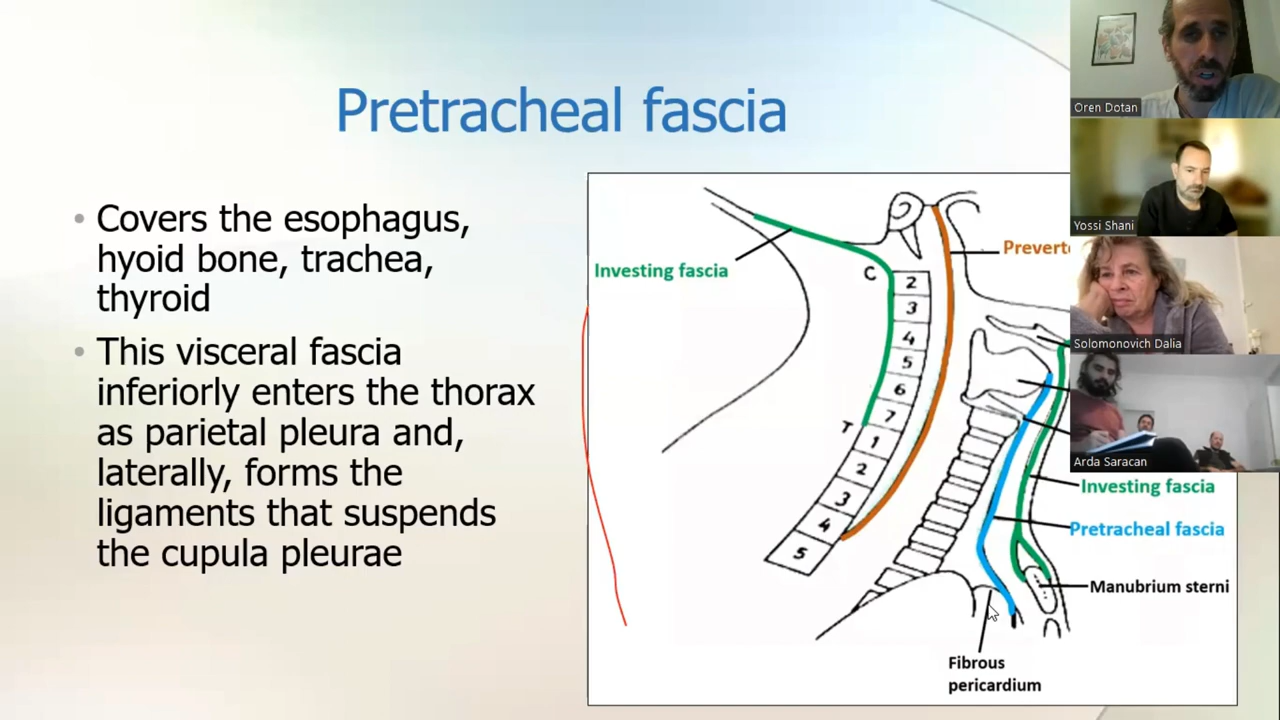 Pretracheal fascia
• Covers the esophagus,
hyoid bone, trachea,
thyroid
• This visceral fascia
inferiorly enters the thorax
as parietal pleura and,
laterally, forms the
ligaments that suspends
the cupula pleurae
Investing fascia
C
2
3
4
5
6
7
T
1
2
3
4
5
Preverte
Investing fascia
Pretracheal fascia
Manubrium sterni
Fibrous
pericardium
Oren Dotan
Yossi Shani
Solomonovich Dalia
Arda Saracan